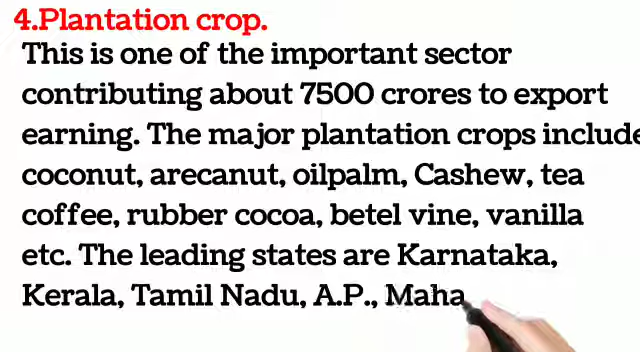 4.Plantation crop.
This is one of the important sector
contributing about 7500 crores to export
earning. The major plantation crops include
coconut, arecanut, oilpalm, Cashew, tea
coffee, rubber cocoa, betel vine, vanilla
etc. The leading states are Karnataka,
Kerala, Tamil Nadu, A.P., Maha